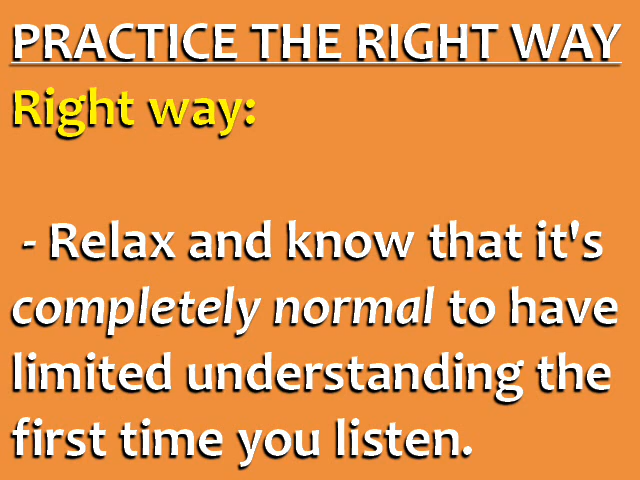 PRACTICE THE RIGHT WAY
Right way:
- Relax and know that it's
completely normal to have
limited understanding the
first time you listen.